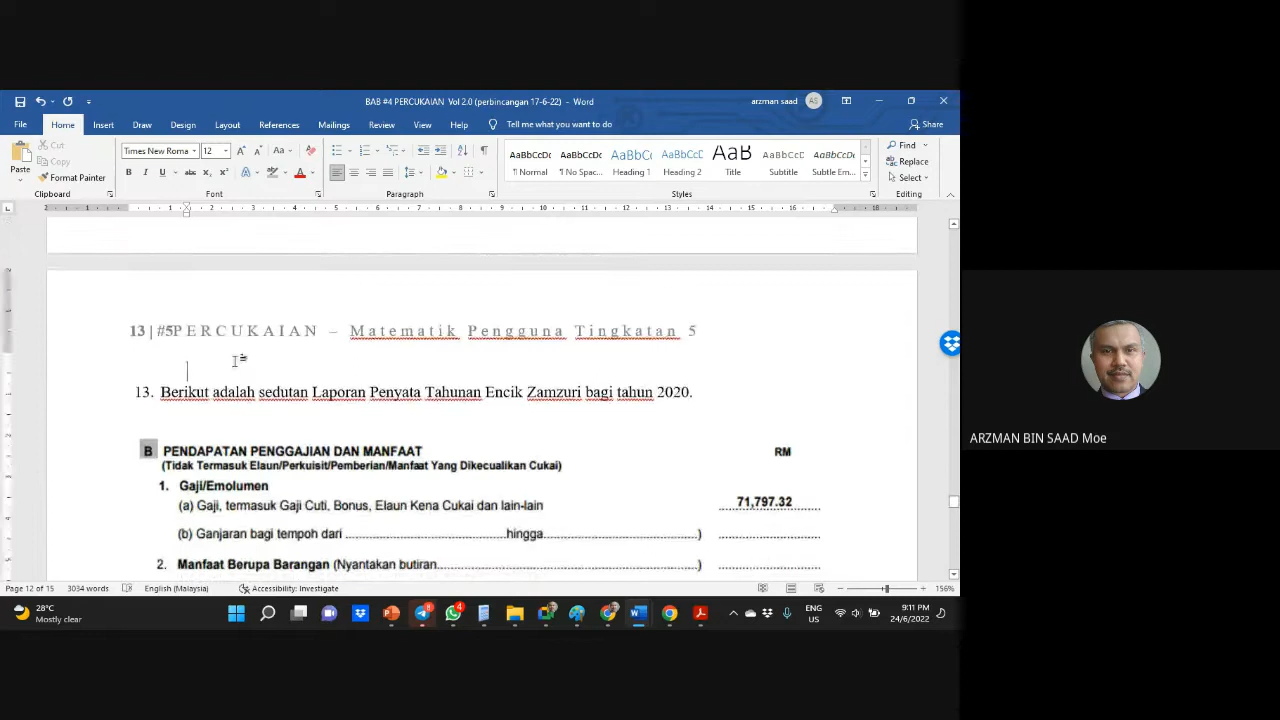 BAB #4 PERCUKAIAN Vol 2.0 (perbincangan 17-6-22) – Word
arzman saad
AS
File
Home
Insert
Draw
Design
Layout
References
Mailings
Review
View
Help
Tell me what you want to do
Share
Paste
Cut
Copy
Format Painter
Clipboard
Times New Roma
12
Font
Paragraph
AaBbCcDc
¶ Normal
AaBbCcDc
¶ No Spac...
AaBbC(
Heading 1
AaBbCcC
Heading 2
AaB
Title
AaBbCcD
Subtitle
AaBbCcDı
Subtle Em...
Styles
Find
Replace
Select
Editing
13 | #5PERCUKAIAN – Matematik Pengguna Tingkatan 5
13. Berikut adalah sedutan Laporan Penyata Tahunan Encik Zamzuri bagi tahun 2020.
B PENDAPATAN PENGGAJIAN DAN MANFAAT RM
(Tidak Termasuk Elaun/Perkuisit/Pemberian/Manfaat Yang Dikecualikan Cukai)
1. Gaji/Emolumen
(a) Gaji, termasuk Gaji Cuti, Bonus, Elaun Kena Cukai dan lain-lain 71,797.32
(b) Ganjaran bagi tempoh dari ........ hingga ........)
2. Manfaat Berupa Barangan (Nyantakan butiran........)
Page 12 of 15
3034 words
English (Malaysia)
Accessibility: Investigate
156%
28°C
Mostly clear
ENG
US
9:11 PM
24/6/2022
ARZMAN BIN SAAD Moe